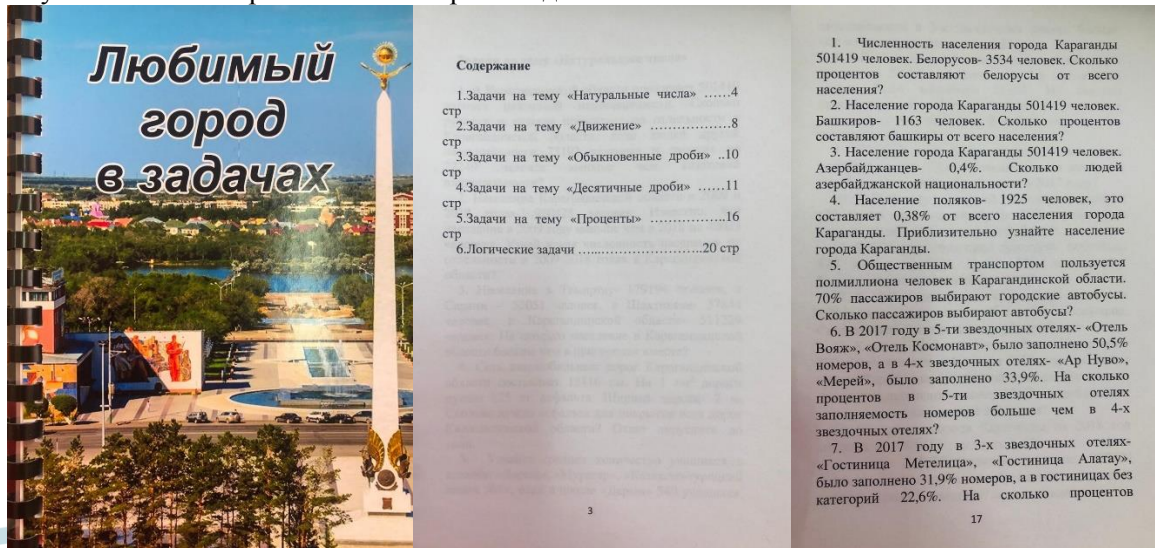 Любимый
город
в задачах
Содержание
1.Задачи на тему «Натуральные числа» ……4
стр
2.Задачи на тему «Движение» ………………8
стр
3.Задачи на тему «Обыкновенные дроби» ..10
стр
4.Задачи на тему «Десятичные дроби» ……11
стр
5.Задачи на тему «Проценты» ………………16
стр
6.Логические задачи …...…………………..20 стр
3
1. Численность населения города Караганды
501419 человек. Белорусов- 3534 человек. Сколько
процентов составляют белорусы от всего
населения?
2. Население города Караганды 501419 человек.
Башкиров- 1163 человек. Сколько процентов
составляют башкиры от всего населения?
3. Население города Караганды 501419 человек.
Азербайджанцев- 0,4%. Сколько людей
азербайджанской национальности?
4. Население поляков- 1925 человек, это
составляет 0,38% от всего населения города
Караганды. Приблизительно узнайте население
города Караганды.
5. Общественным транспортом пользуется
полмиллиона человек в Карагандинской области.
70% пассажиров выбирают городские автобусы.
Сколько пассажиров выбирают автобусы?
6. В 2017 году в 5-ти звездочных отелях- «Отель
Вояж», «Отель Космонавт», было заполнено 50,5%
номеров, а в 4-х звездочных отелях- «Ар Нуво»,
«Мерей», было заполнено 33,9%. На сколько
процентов в 5-ти звездочных отелях
заполняемость номеров больше чем в 4-х
звездочных отелях?
7. В 2017 году в 3-х звездочных отелях-
«Гостиница Метелица», «Гостиница Алатау»,
было заполнено 31,9% номеров, а в гостиницах без
категорий 22,6%. На сколько процентов
17